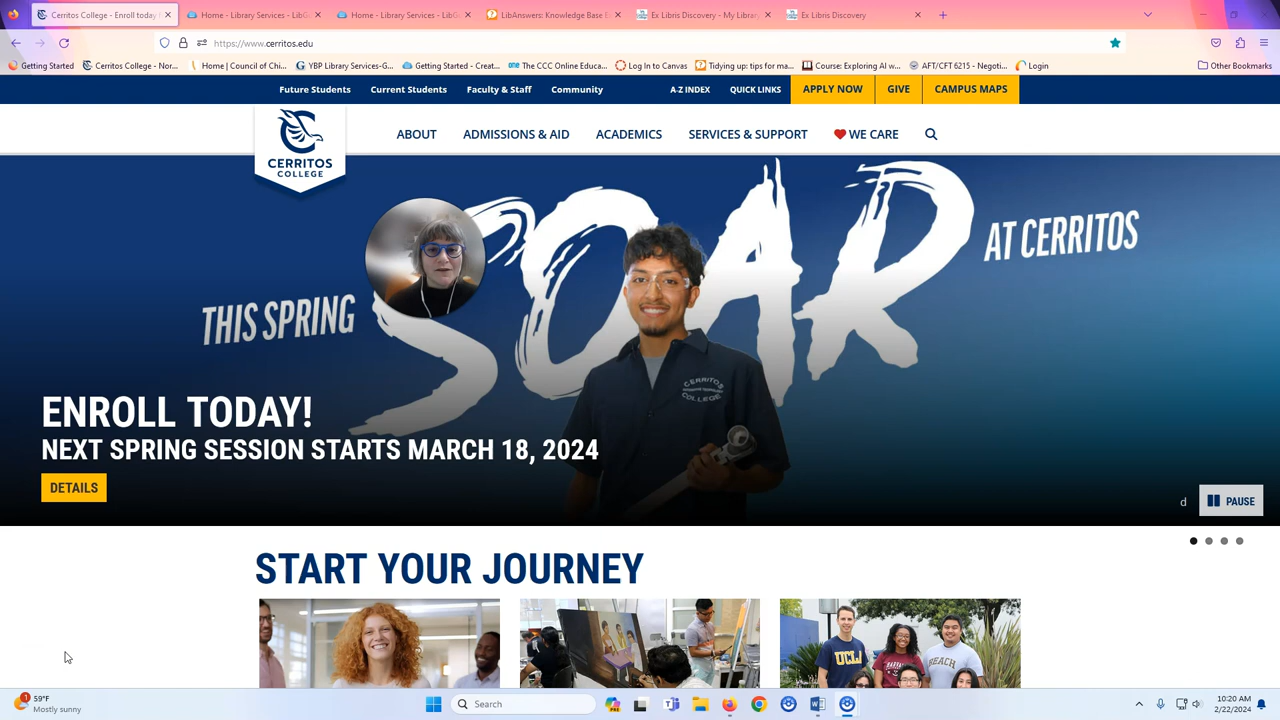 Cerritos College - Enroll today
Home - Library Services - LibG
Home - Library Services - LibG
LibAnswers: Knowledge Base E
Ex Libris Discovery - My Library
Ex Libris Discovery
https://www.cerritos.edu
Getting Started
Cerritos College - Nor...
Home | Council of Chi...
YBP Library Services-G...
Getting Started - Creat...
The CCC Online Educa...
Log In to Canvas
Tidying up: tips for ma...
Course: Exploring AI w...
AFT/CFT 6215 - Negoti...
Login
Other Bookmarks
Future Students
Current Students
Faculty & Staff
Community
A-Z INDEX
QUICK LINKS
APPLY NOW
GIVE
CAMPUS MAPS
CERRITOS
COLLEGE
ABOUT
ADMISSIONS & AID
ACADEMICS
SERVICES & SUPPORT
WE CARE
THIS SPRING
SOAR
AT CERRITOS
CERRITOS
COLLEGE
ENROLL TODAY!
NEXT SPRING SESSION STARTS MARCH 18, 2024
DETAILS
d
PAUSE
START YOUR JOURNEY
UCLA
BEACH
1
59°F
Mostly sunny
Search
10:20 AM
2/22/2024